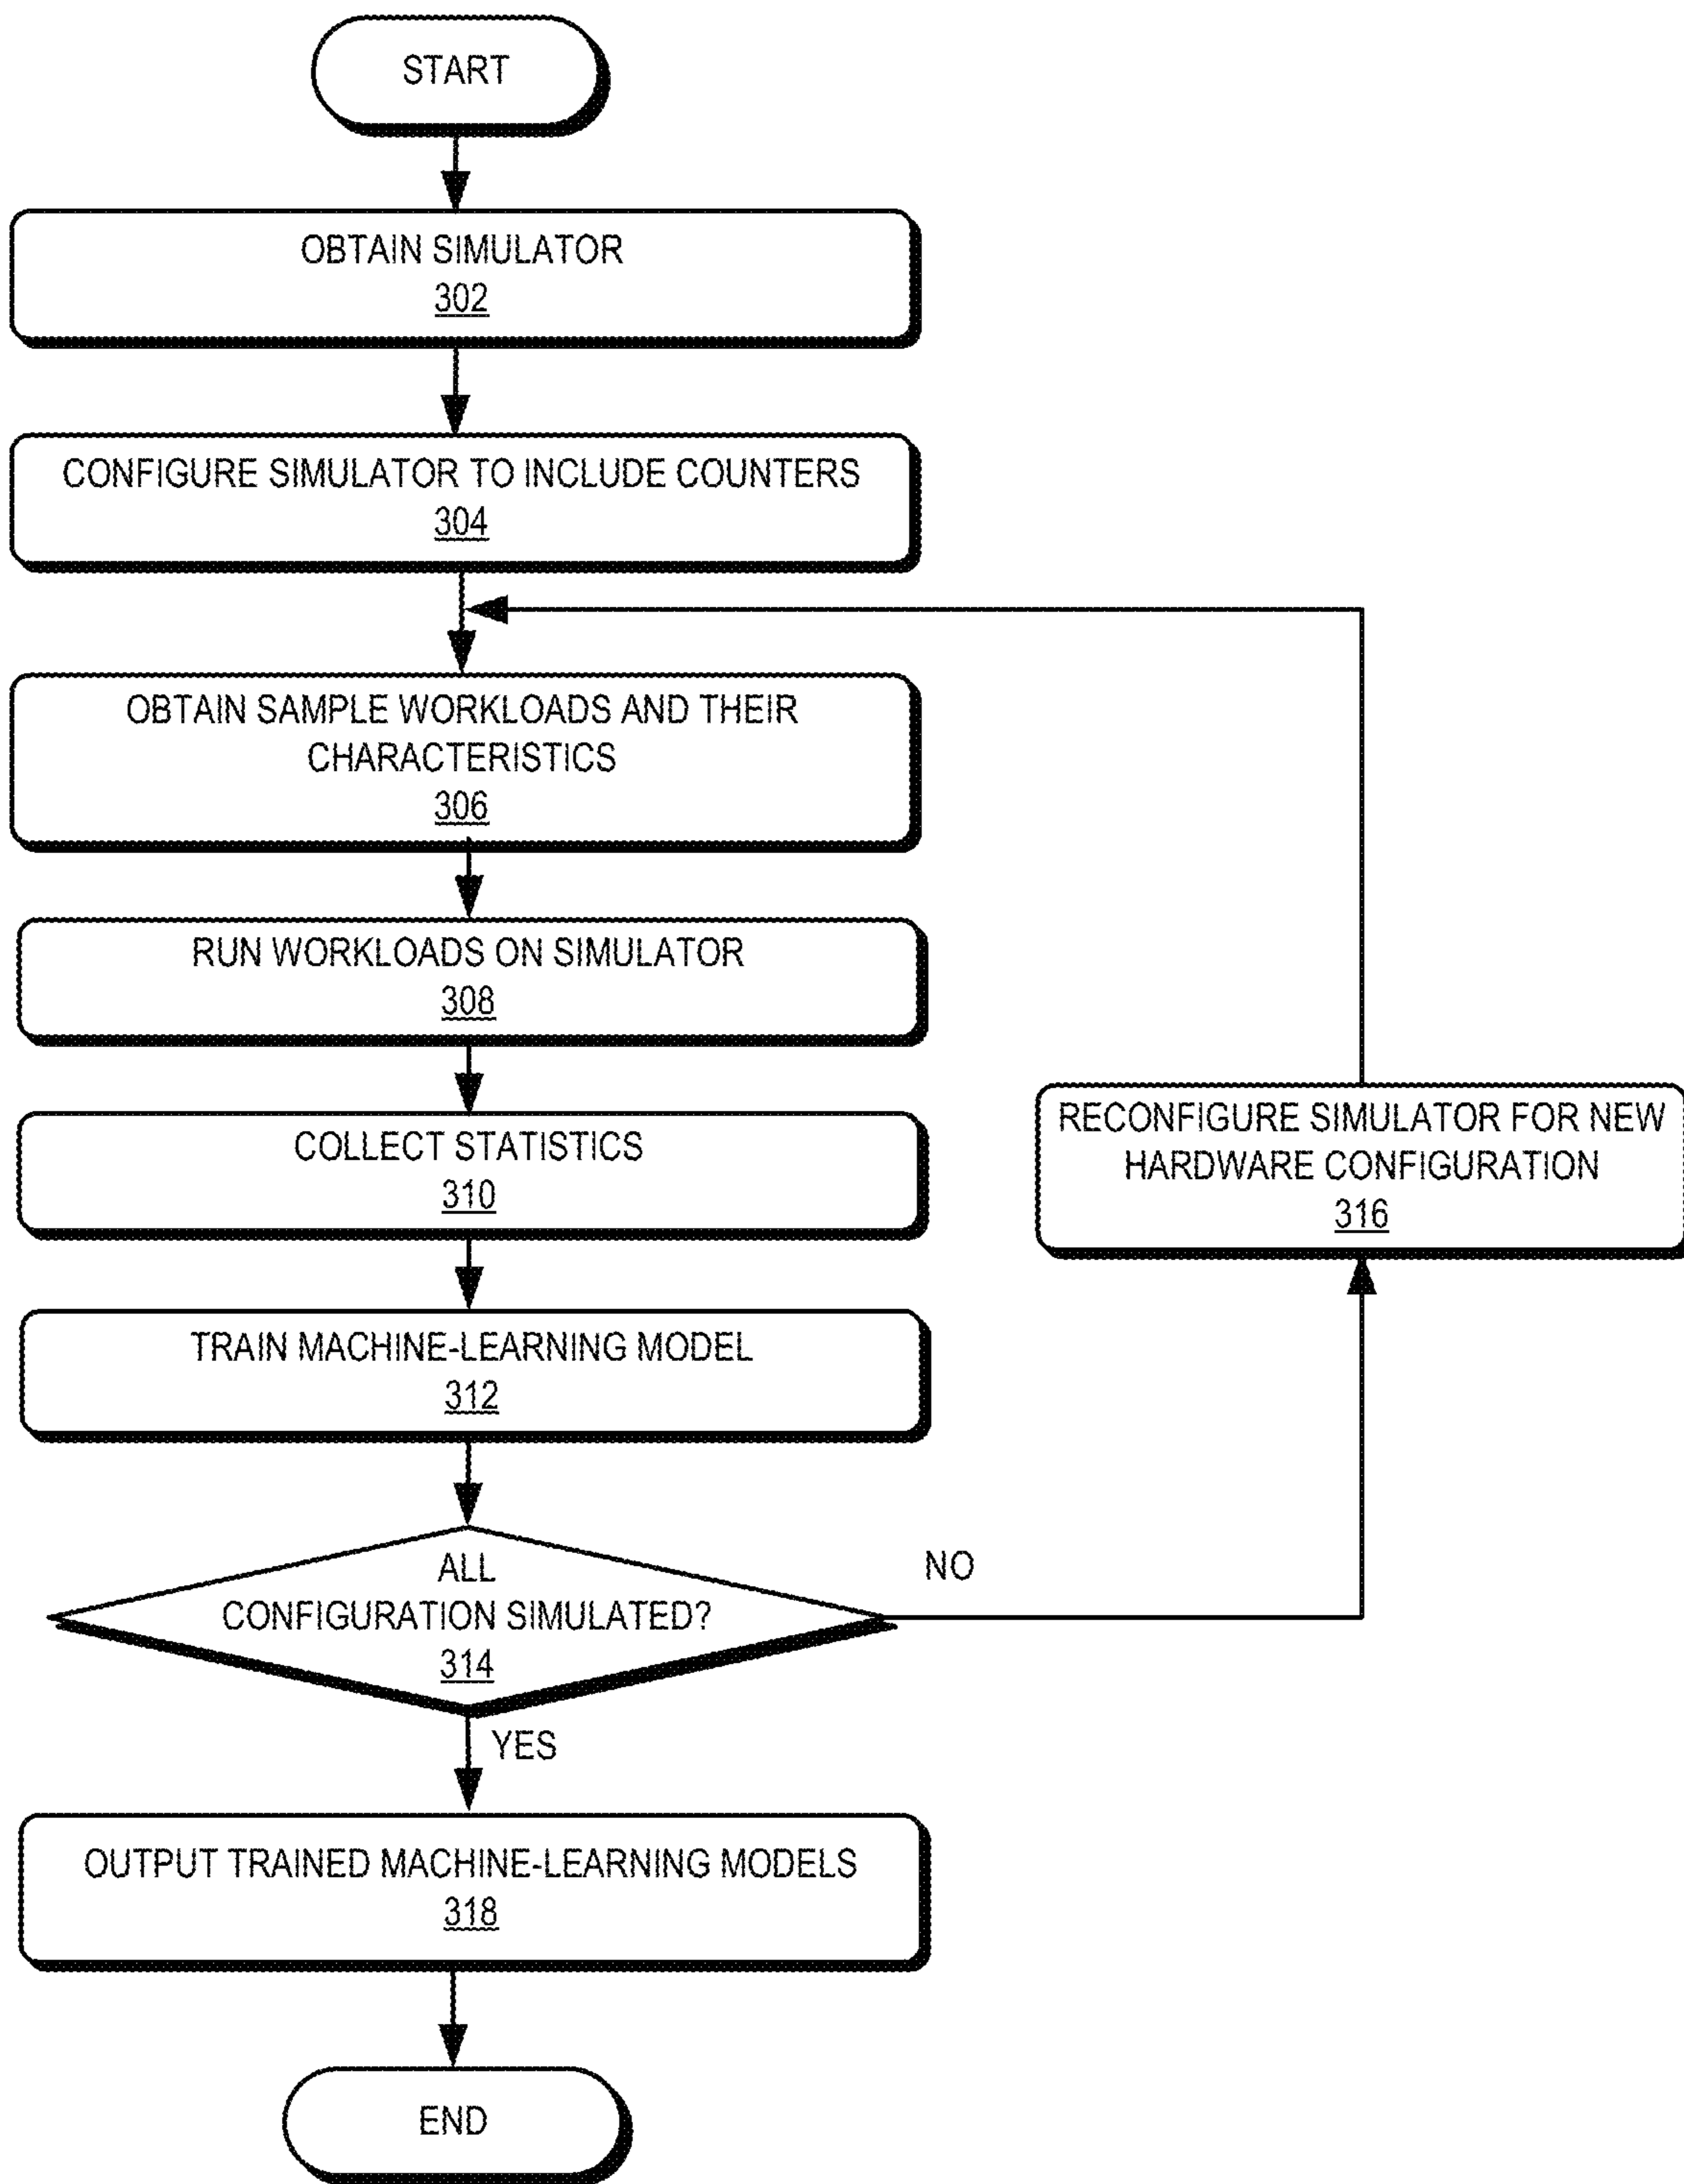 START
OBTAIN SIMULATOR
302
CONFIGURE SIMULATOR TO INCLUDE COUNTERS
304
OBTAIN SAMPLE WORKLOADS AND THEIR
CHARACTERISTICS
306
RUN WORKLOADS ON SIMULATOR
308
COLLECT STATISTICS
310
TRAIN MACHINE-LEARNING MODEL
312
ALL
CONFIGURATION SIMULATED?
314
NO
RECONFIGURE SIMULATOR FOR NEW
HARDWARE CONFIGURATION
316
YES
OUTPUT TRAINED MACHINE-LEARNING MODELS
318
END